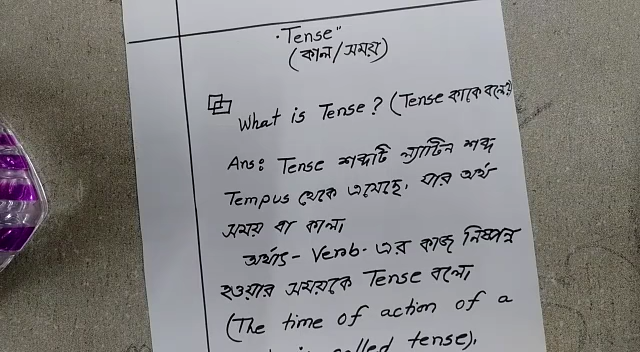 "Tense"
(কাল/সময়)
What is Tense? (Tense কাকে বলে?)
Ans: Tense শব্দটি ল্যাটিন শব্দ
Tempus থেকে এসেছে, যার অর্থ
সময় বা কাল।
অর্থাৎ - Verb-এর কাজ নিষ্পন্ন
হওয়ার সময়কে Tense বলে।
(The time of action of a
is called tense),